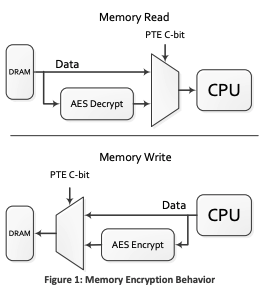 Memory Read
PTE C-bit
DRAM
Data
AES Decrypt
CPU
Memory Write
PTE C-bit
Data
CPU
DRAM
AES Encrypt
Figure 1: Memory Encryption Behavior